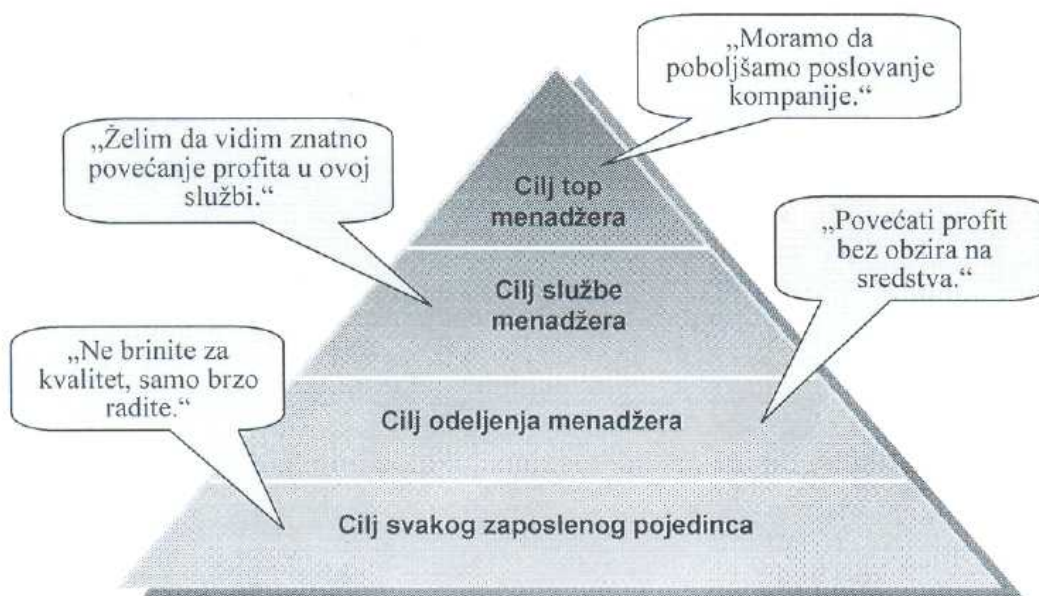 „Moramo da
poboljšamo poslovanje
kompanije.“
„Želim da vidim znatno
povećanje profita u ovoj
službi.“
Cilj top
menadžera
„Povećati profit
bez obzira na
sredstva.“
Cilj službe
menadžera
„Ne brinite za
kvalitet, samo brzo
radite.“
Cilj odeljenja menadžera
Cilj svakog zaposlenog pojedinca